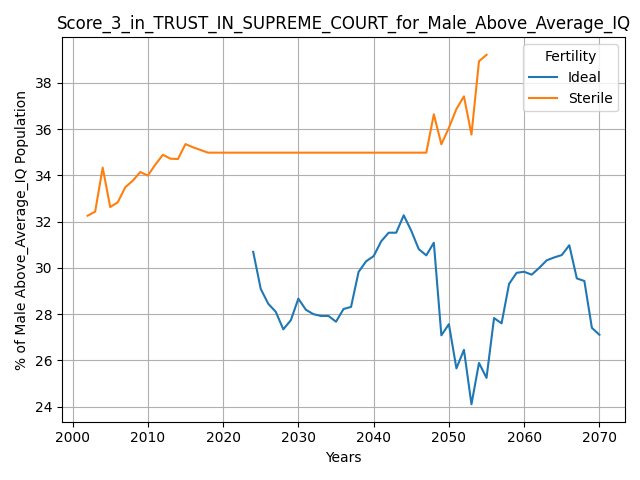 Score_3_in_TRUST_IN_SUPREME_COURT_for_Male_Above_Average_IQ
% of Male Above_Average_IQ Population
38
36
34
32
30
28
26
24
Fertility
Ideal
Sterile
2000 2010 2020 2030 2040 2050 2060 2070
Years